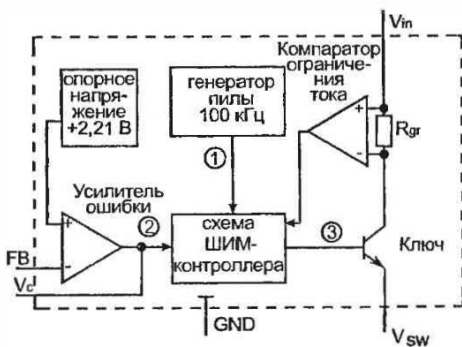 Vin
Компаратор
ограниче-
ния
тока
опорное
напря-
жение
+2,21 В
генератор
пилы
100 кГц
+
-
Rgr
1
Усилитель
ошибки
2
+
-
схема
ШИМ-
контроллера
3
Ключ
FB
Vc
GND
VSW